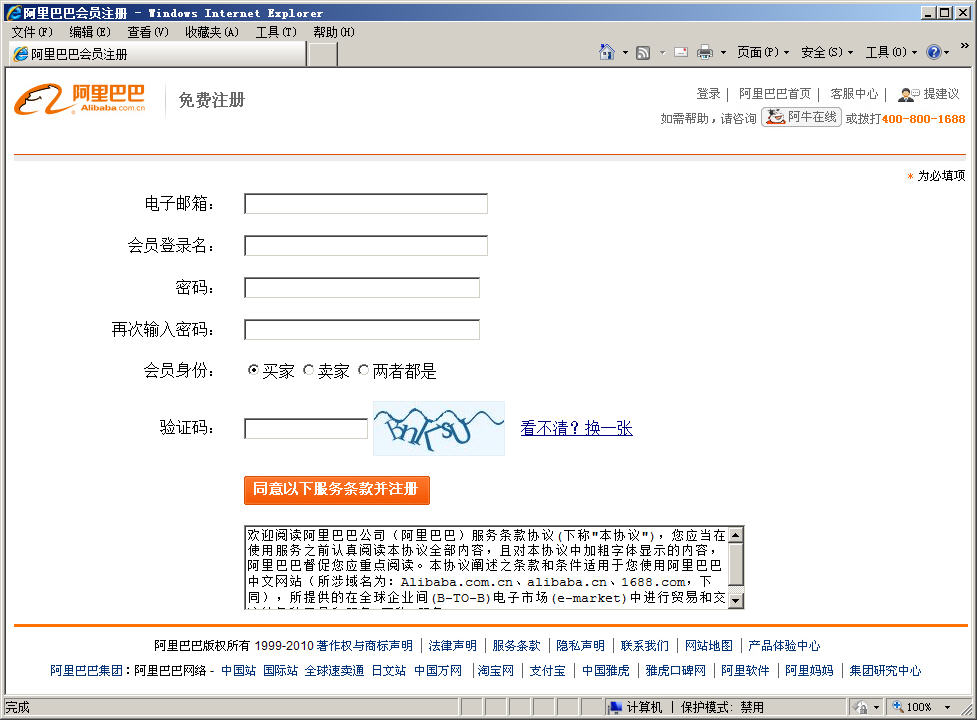 阿里巴巴会员注册 - Windows Internet Explorer
文件(F) 编辑(E) 查看(V) 收藏夹(A) 工具(T) 帮助(H)
阿里巴巴会员注册
页面(P) 安全(S) 工具(O) »
阿里巴巴 Alibaba.com.cn 免费注册
登录 | 阿里巴巴首页 | 客服中心 | 提建议
如需帮助，请咨询 阿牛在线 或拨打400-800-1688
* 为必填项
电子邮箱：
会员登录名：
密码：
再次输入密码：
会员身份： 买家 卖家 两者都是
验证码： BnKSU 看不清？换一张
同意以下服务条款并注册
欢迎阅读阿里巴巴公司（阿里巴巴）服务条款协议(下称"本协议")，您应当在
使用服务之前认真阅读本协议全部内容，且对本协议中加粗字体显示的内容，
阿里巴巴督促您应重点阅读。本协议阐述之条款和条件适用于您使用阿里巴巴
中文网站（所涉域名为：Alibaba.com.cn、alibaba.cn、1688.com，下
同），所提供的在全球企业间(B-TO-B)电子市场(e-market)中进行贸易和交
阿里巴巴版权所有 1999-2010 著作权与商标声明 | 法律声明 | 服务条款 | 隐私声明 | 联系我们 | 网站地图 | 产品体验中心
阿里巴巴集团：阿里巴巴网络 - 中国站 国际站 全球速卖通 日文站 中国万网 | 淘宝网 | 支付宝 | 中国雅虎 | 雅虎口碑网 | 阿里软件 | 阿里妈妈 | 集团研究中心
完成 计算机 | 保护模式: 禁用 100%